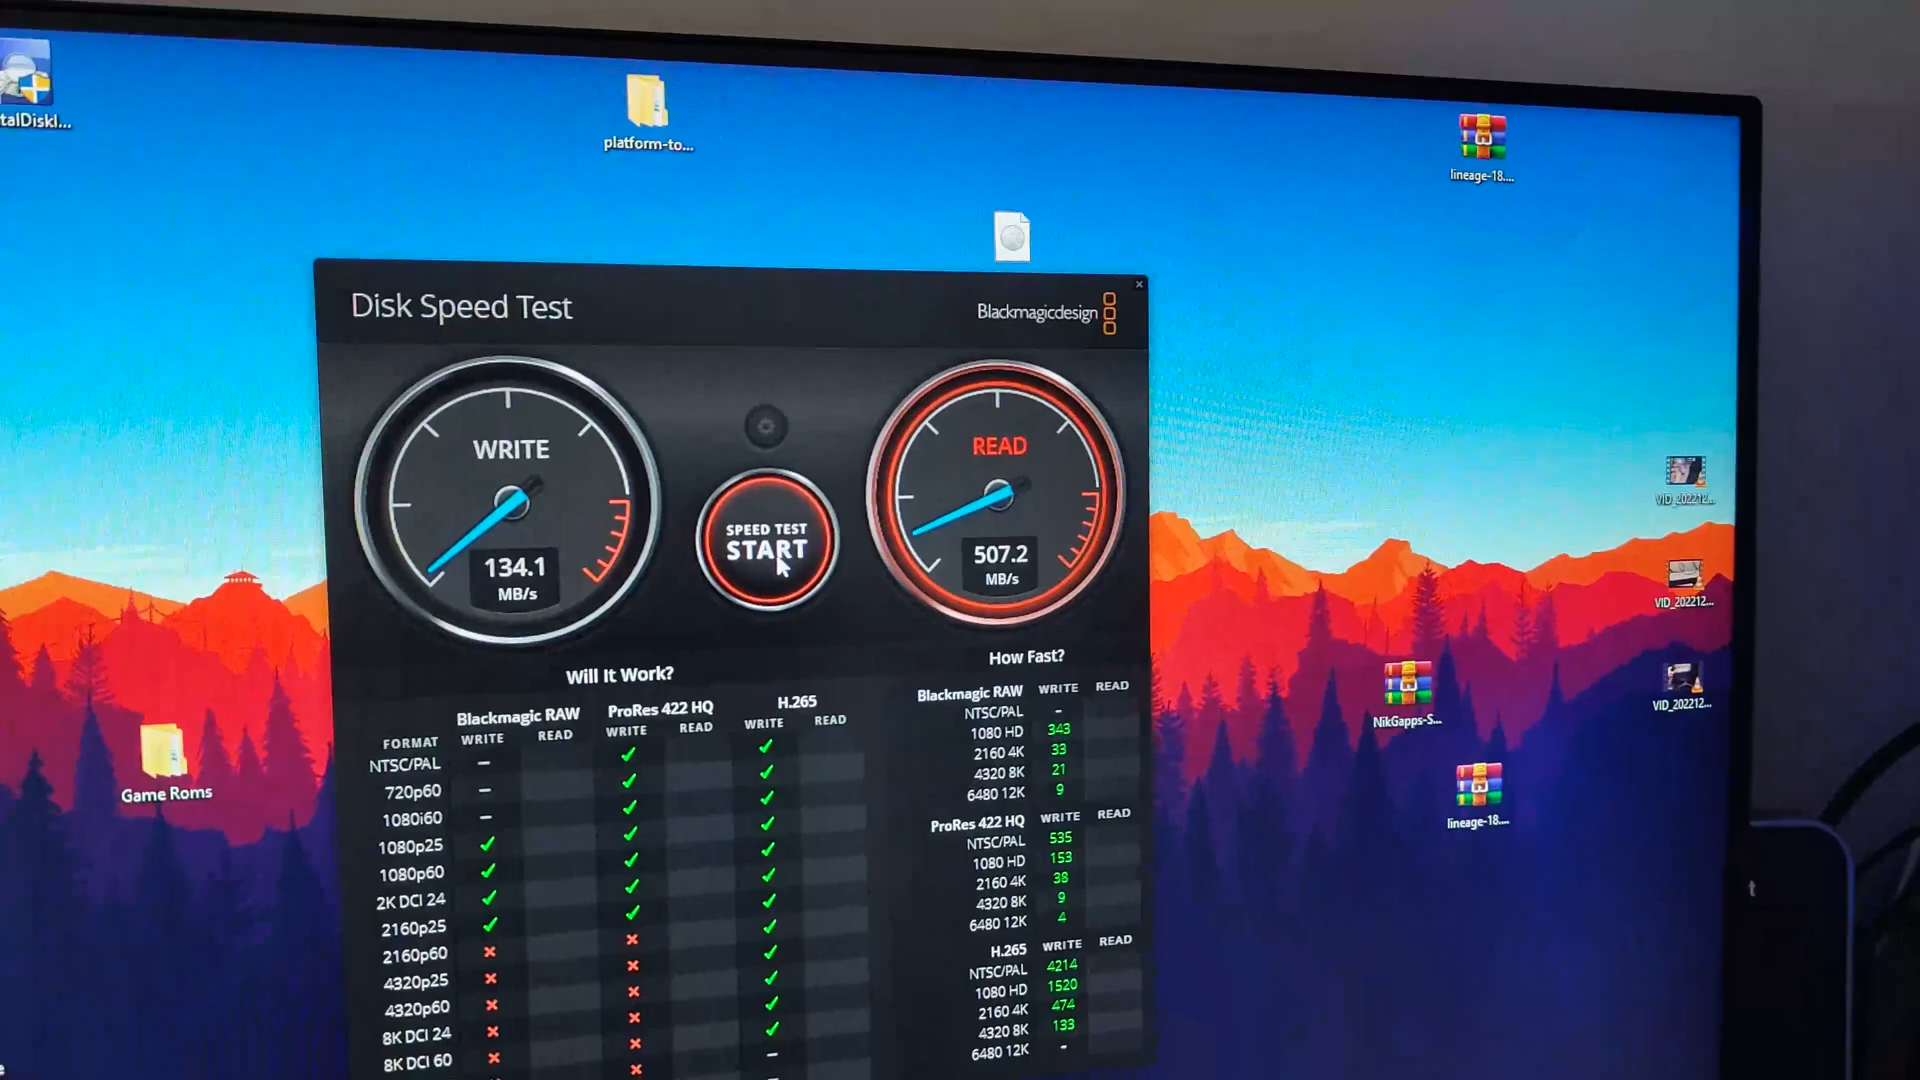 talDiskI...
platform-to...
lineage-18....
Disk Speed Test
Blackmagicdesign
WRITE
134.1
MB/s
SPEED TEST
START
READ
507.2
MB/s
VID_202212...
VID_202212...
VID_202212...
NikGapps-S...
lineage-18....
Game Roms
t
e
Will It Work?
Blackmagic RAW ProRes 422 HQ H.265
FORMAT WRITE READ WRITE READ WRITE READ
NTSC/PAL –
720p60 –
1080i60 –
1080p25
1080p60
2K DCI 24
2160p25
2160p60
4320p25
4320p60
8K DCI 24
8K DCI 60
How Fast?
Blackmagic RAW WRITE READ
NTSC/PAL -
1080 HD 343
2160 4K 33
4320 8K 21
6480 12K 9
ProRes 422 HQ WRITE READ
NTSC/PAL 535
1080 HD 153
2160 4K 38
4320 8K 9
6480 12K 4
H.265 WRITE READ
NTSC/PAL 4214
1080 HD 1520
2160 4K 474
4320 8K 133
6480 12K -